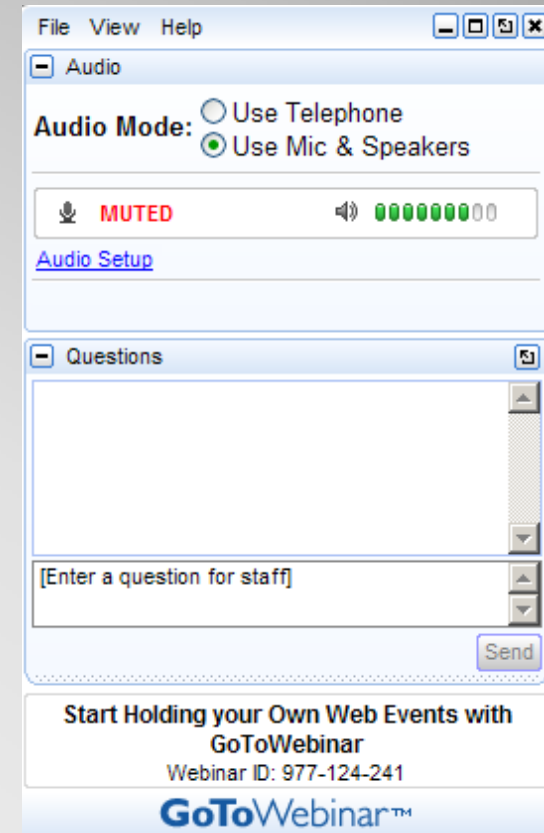 File View Help
Audio
Audio Mode: Use Telephone
Use Mic & Speakers
MUTED
Audio Setup
Questions
[Enter a question for staff]
Send
Start Holding your Own Web Events with
GoToWebinar
Webinar ID: 977-124-241
GoToWebinar™